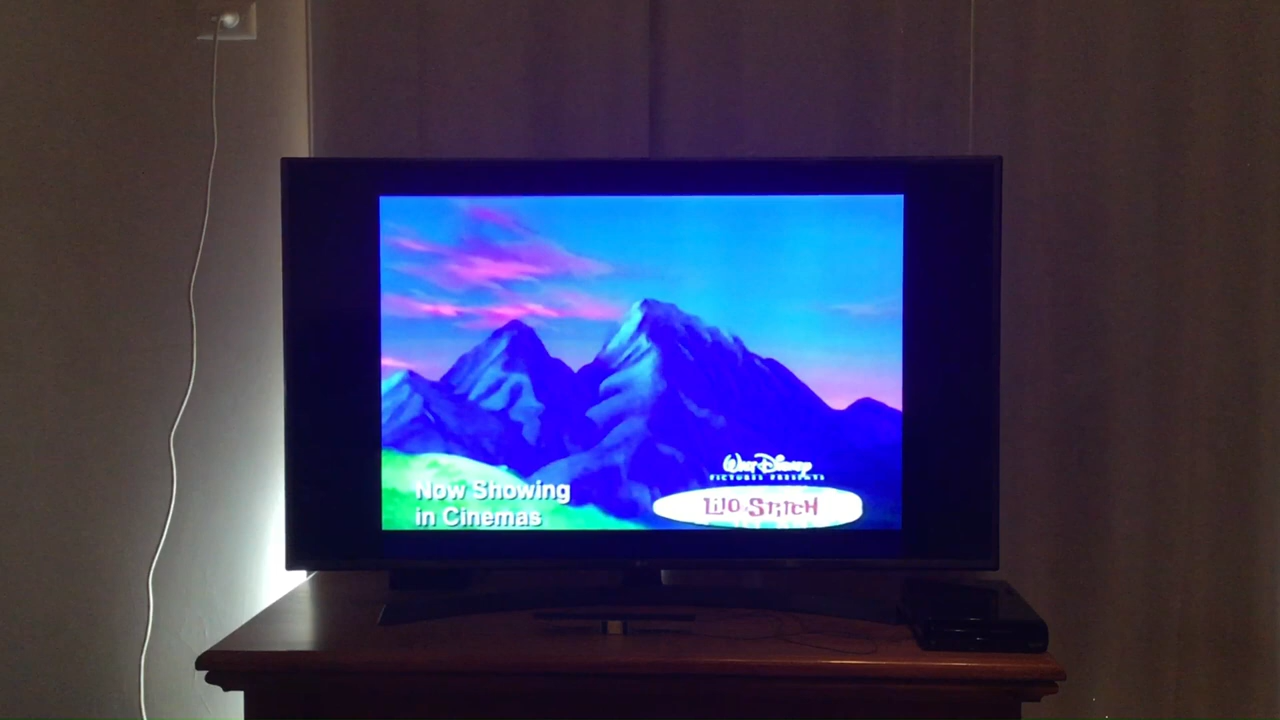 Now Showing
in Cinemas
Walt Disney
PICTURES PRESENTS
Lilo & Stitch